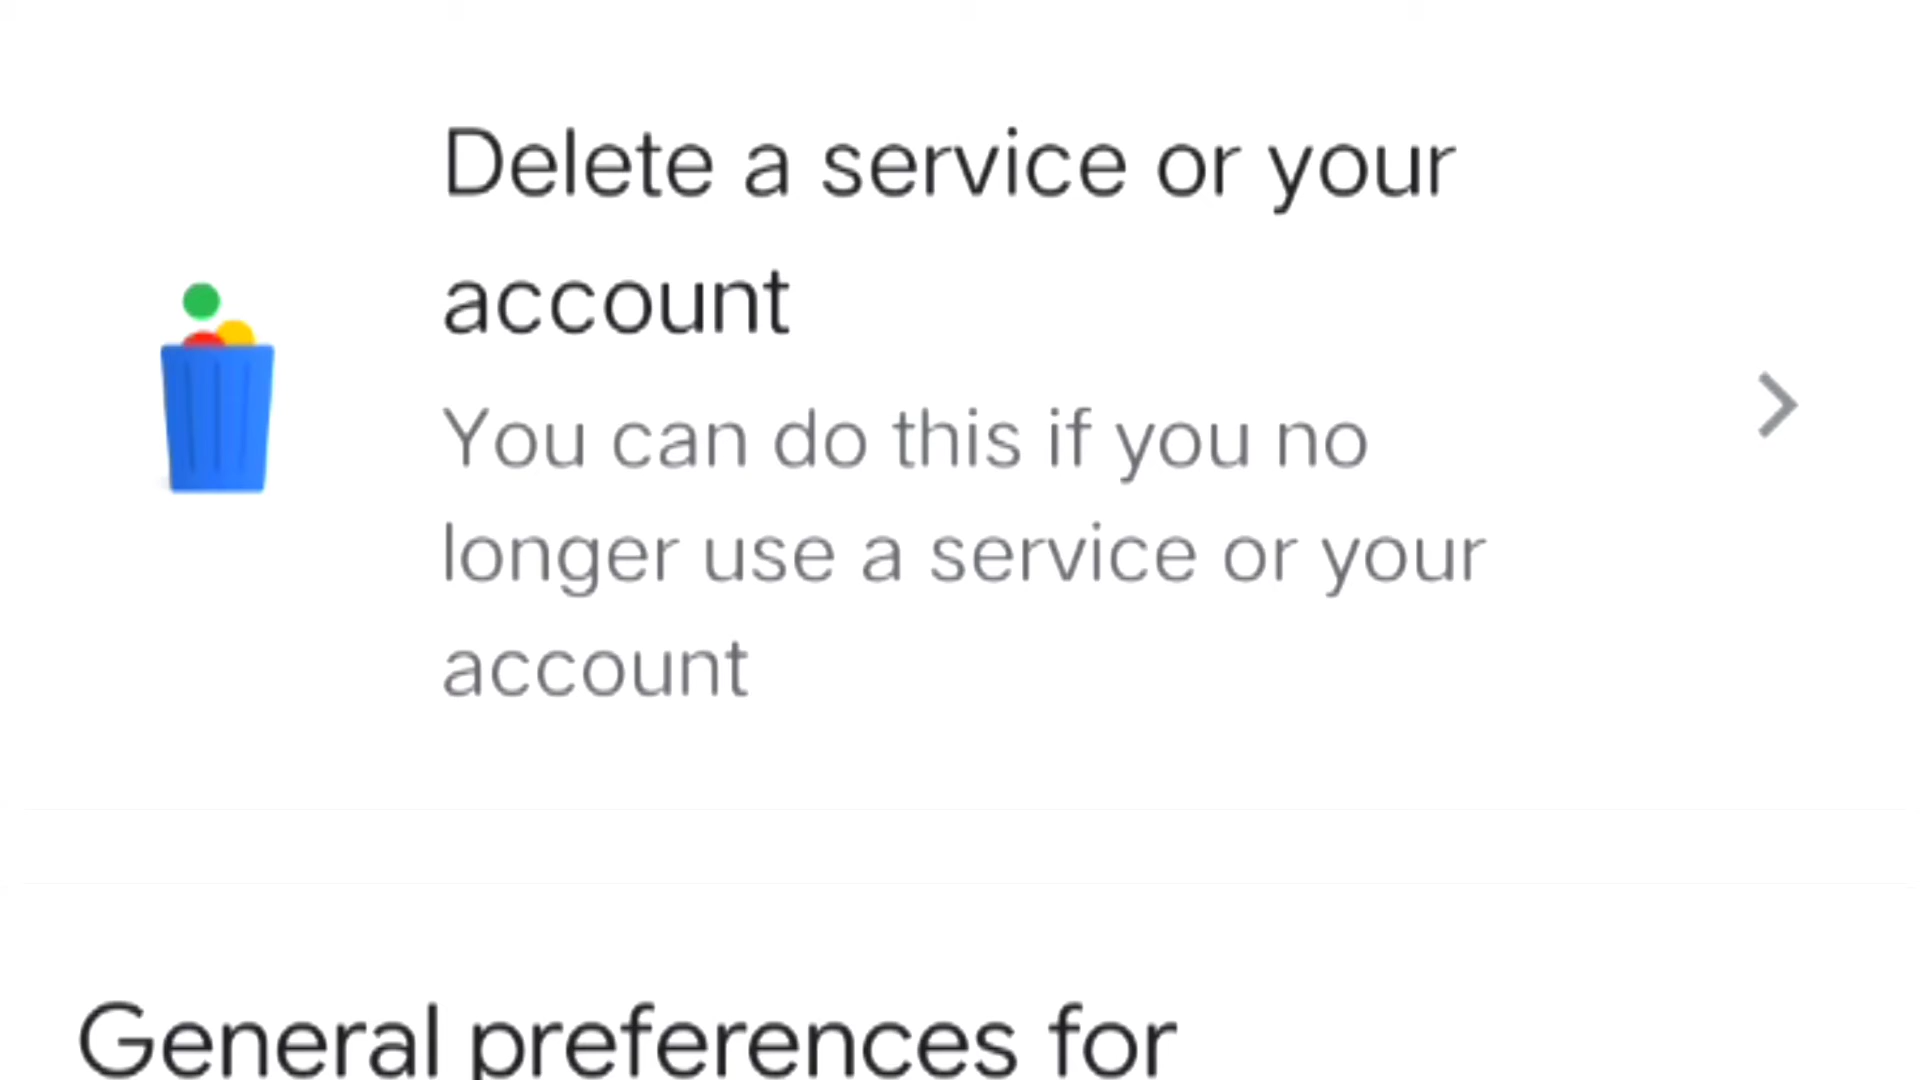 Delete a service or your
account
You can do this if you no
longer use a service or your
account
General preferences for